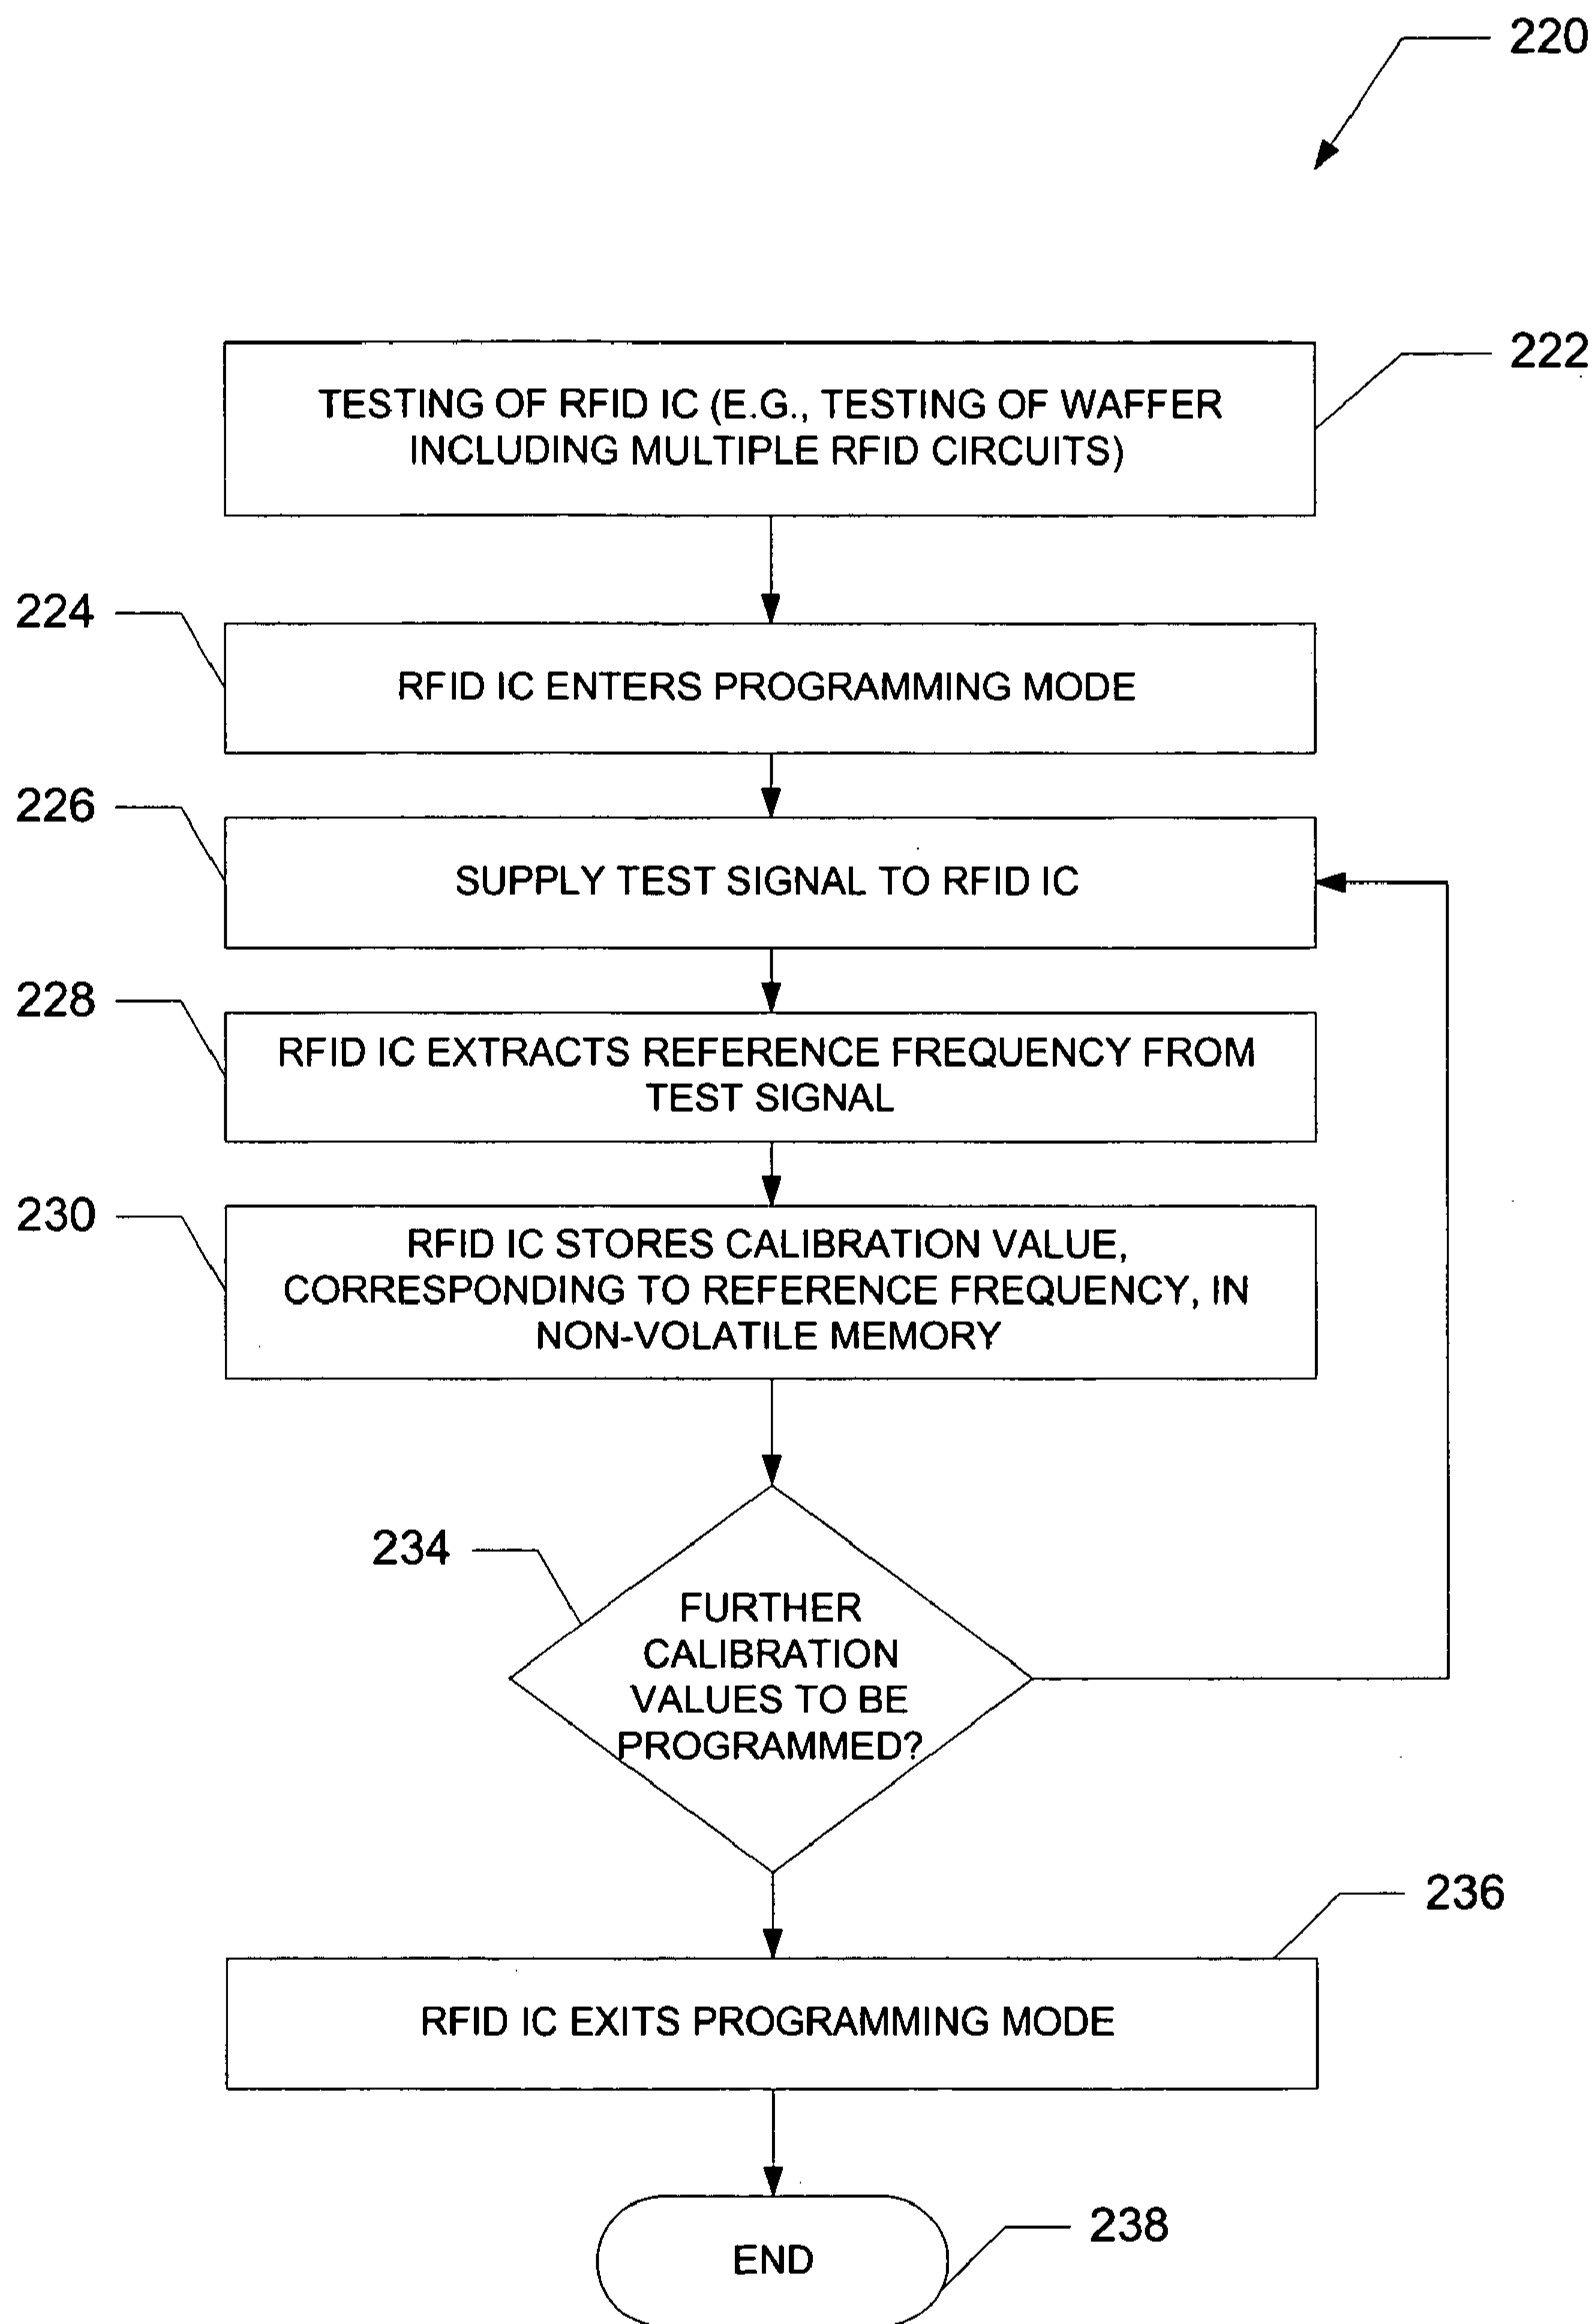 220
222
TESTING OF RFID IC (E.G., TESTING OF WAFFER
INCLUDING MULTIPLE RFID CIRCUITS)
224
RFID IC ENTERS PROGRAMMING MODE
226
SUPPLY TEST SIGNAL TO RFID IC
228
RFID IC EXTRACTS REFERENCE FREQUENCY FROM
TEST SIGNAL
230
RFID IC STORES CALIBRATION VALUE,
CORRESPONDING TO REFERENCE FREQUENCY, IN
NON-VOLATILE MEMORY
234
FURTHER
CALIBRATION
VALUES TO BE
PROGRAMMED?
236
RFID IC EXITS PROGRAMMING MODE
238
END